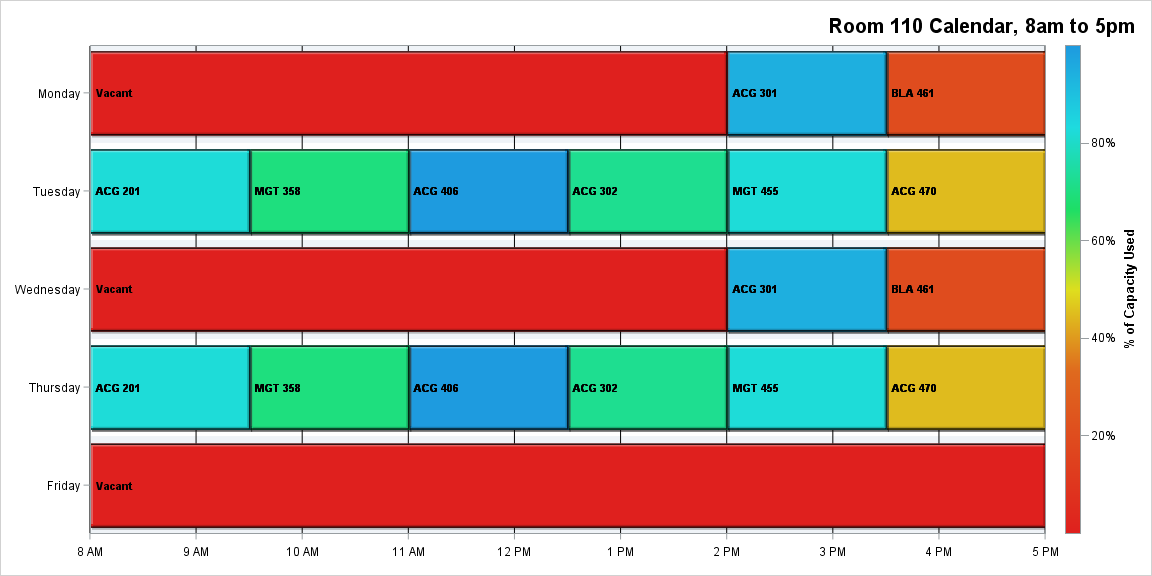 Room 110 Calendar, 8am to 5pm
Monday
Vacant
ACG 301
BLA 461
Tuesday
ACG 201
MGT 358
ACG 406
ACG 302
MGT 455
ACG 470
Wednesday
Vacant
ACG 301
BLA 461
Thursday
ACG 201
MGT 358
ACG 406
ACG 302
MGT 455
ACG 470
Friday
Vacant
8 AM
9 AM
10 AM
11 AM
12 PM
1 PM
2 PM
3 PM
4 PM
5 PM
80%
60%
40%
20%
% of Capacity Used